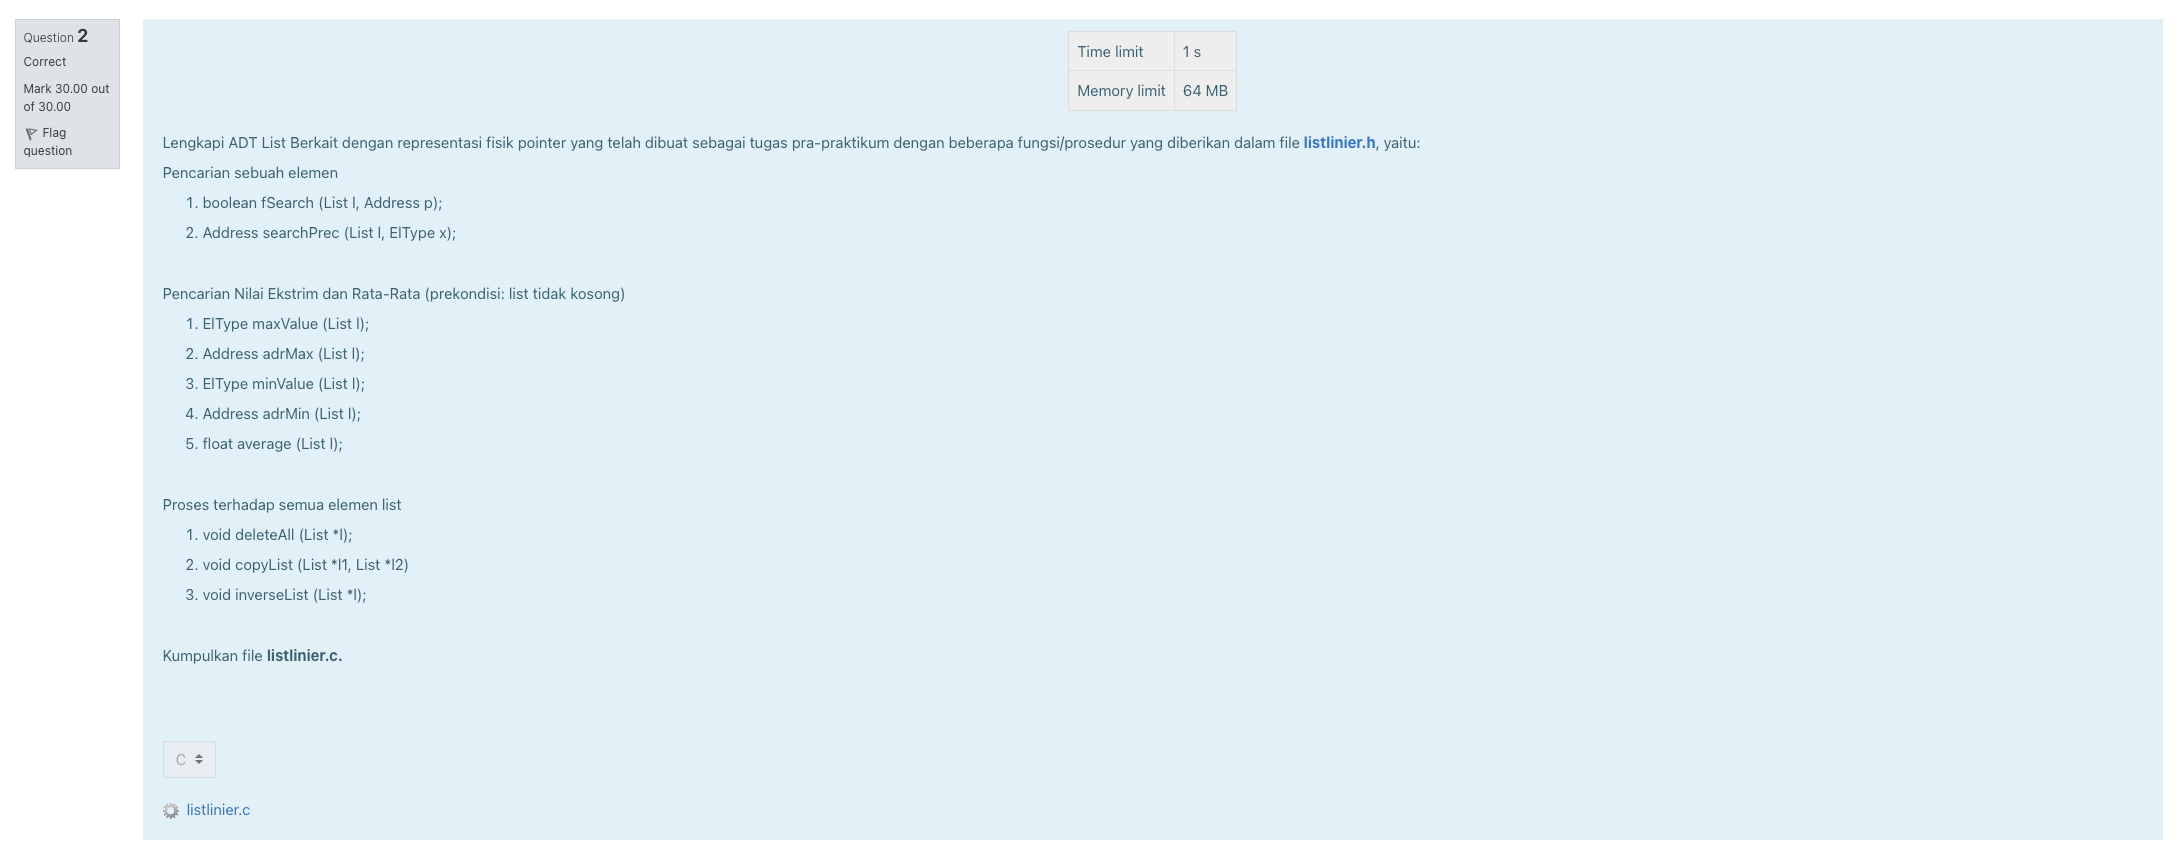 Question 2
Correct
Mark 30.00 out
of 30.00
Flag
question
Time limit 1 s
Memory limit 64 MB
Lengkapi ADT List Berkait dengan representasi fisik pointer yang telah dibuat sebagai tugas pra-praktikum dengan beberapa fungsi/prosedur yang diberikan dalam file listlinier.h, yaitu:
Pencarian sebuah elemen
1. boolean fSearch (List l, Address p);
2. Address searchPrec (List l, ElType x);
Pencarian Nilai Ekstrim dan Rata-Rata (prekondisi: list tidak kosong)
1. ElType maxValue (List l);
2. Address adrMax (List l);
3. ElType minValue (List l);
4. Address adrMin (List l);
5. float average (List l);
Proses terhadap semua elemen list
1. void deleteAll (List *l);
2. void copyList (List *l1, List *l2)
3. void inverseList (List *l);
Kumpulkan file listlinier.c.
C
listlinier.c